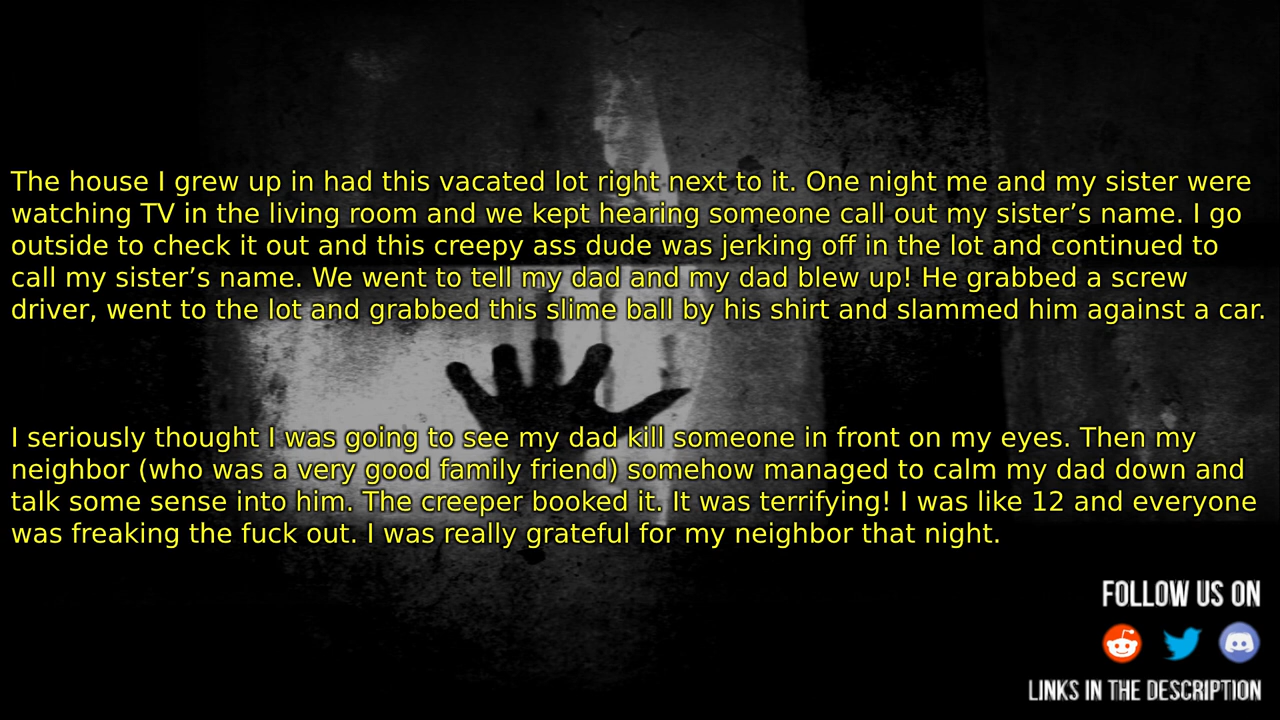 The house I grew up in had this vacated lot right next to it. One night me and my sister were
watching TV in the living room and we kept hearing someone call out my sister’s name. I go
outside to check it out and this creepy ass dude was jerking off in the lot and continued to
call my sister’s name. We went to tell my dad and my dad blew up! He grabbed a screw
driver, went to the lot and grabbed this slime ball by his shirt and slammed him against a car.
I seriously thought I was going to see my dad kill someone in front on my eyes. Then my
neighbor (who was a very good family friend) somehow managed to calm my dad down and
talk some sense into him. The creeper booked it. It was terrifying! I was like 12 and everyone
was freaking the fuck out. I was really grateful for my neighbor that night.
FOLLOW US ON
LINKS IN THE DESCRIPTION